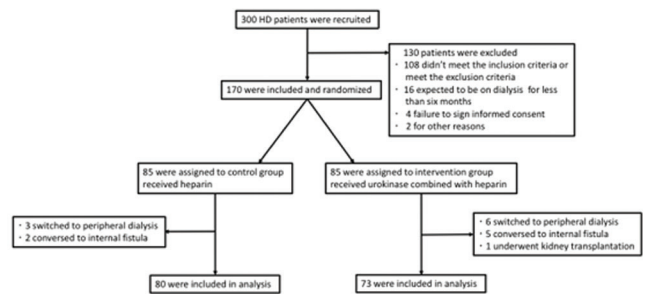 300 HD patients were recruited
130 patients were excluded
· 108 didn't meet the inclusion criteria or
meet the exclusion criteria
· 16 expected to be on dialysis for less
than six months
· 4 failure to sign informed consent
· 2 for other reasons
170 were included and randomized
85 were assigned to control group
received heparin
85 were assigned to intervention group
received urokinase combined with heparin
· 3 switched to peripheral dialysis
· 2 conversed to internal fistula
· 6 switched to peripheral dialysis
· 5 conversed to internal fistula
· 1 underwent kidney transplantation
80 were included in analysis
73 were included in analysis